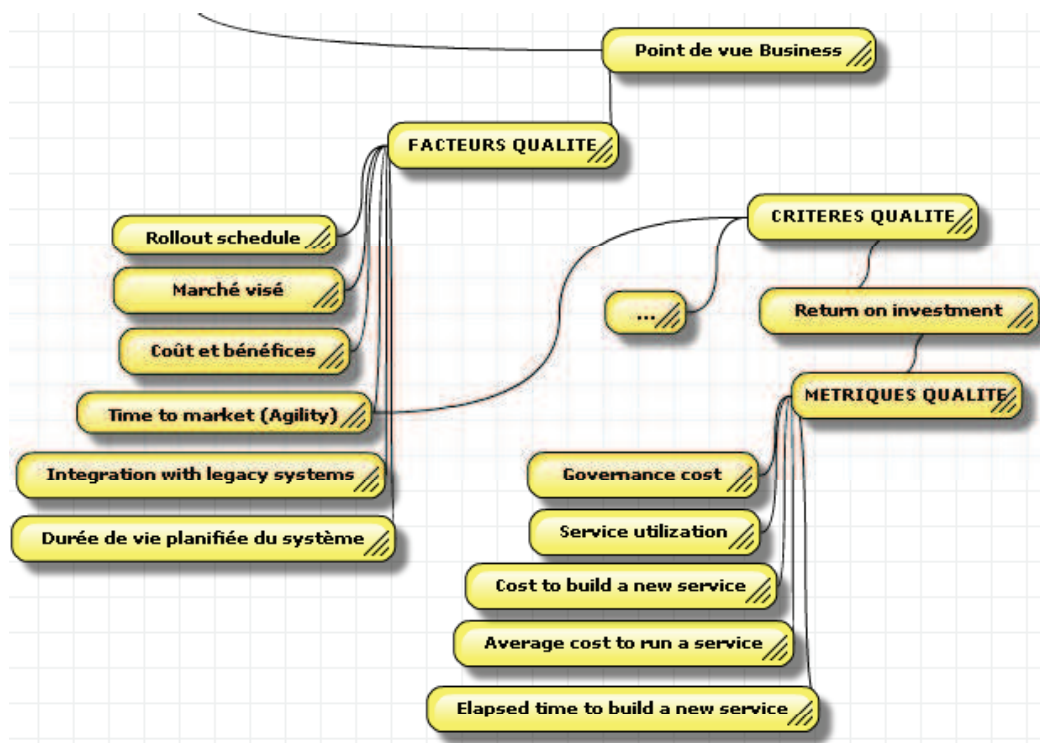 Point de vue Business
FACTEURS QUALITE
Rollout schedule
Marché visé
Coût et bénéfices
Time to market (Agility)
Integration with legacy systems
Durée de vie planifiée du système
CRITERES QUALITE
...
Return on investment
METRIQUES QUALITE
Governance cost
Service utilization
Cost to build a new service
Average cost to run a service
Elapsed time to build a new service